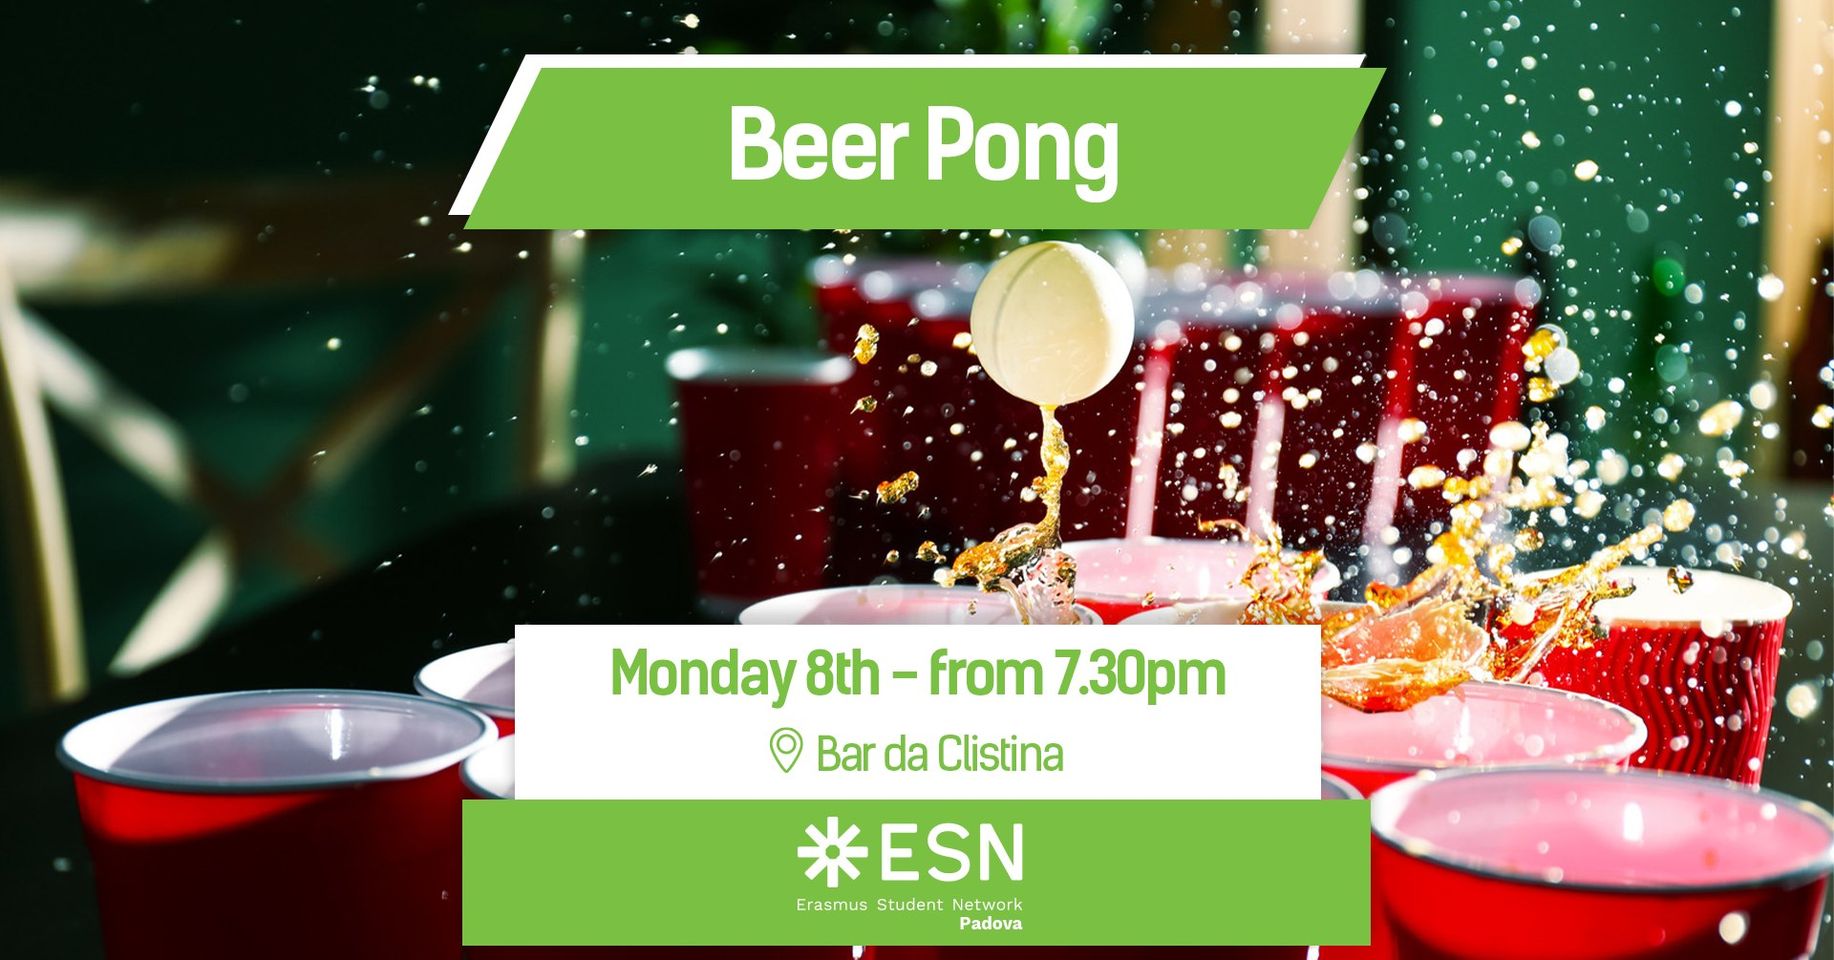 Beer Pong
Monday 8th – from 7.30pm
Bar da Clistina
ESN
Erasmus Student Network
Padova